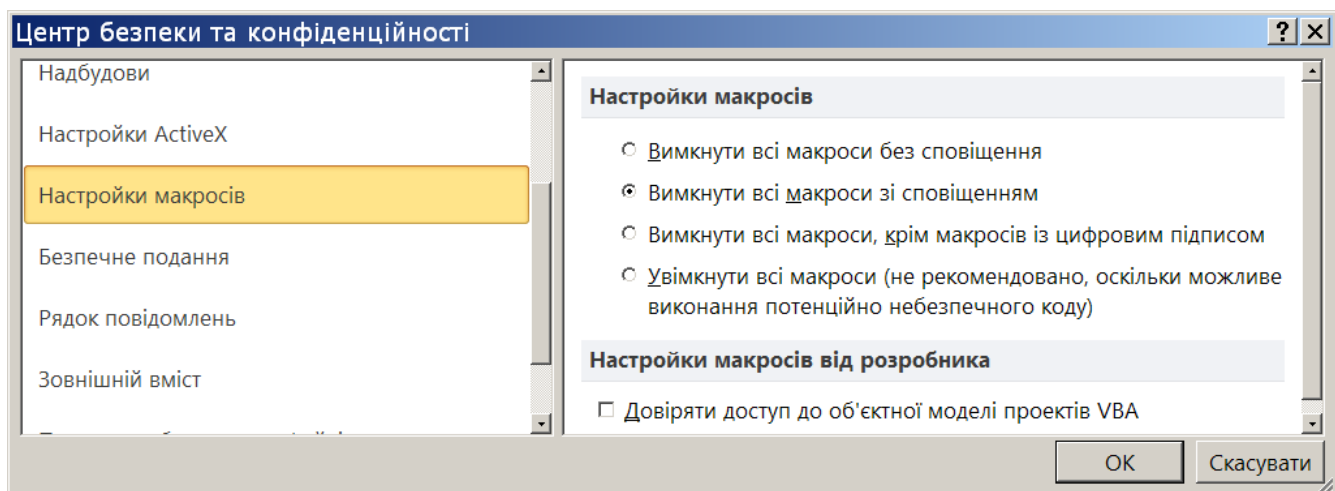 Центр безпеки та конфіденційності
Надбудови
Настройки ActiveX
Настройки макросів
Безпечне подання
Рядок повідомлень
Зовнішній вміст
Настройки макросів
Вимкнути всі макроси без сповіщення
Вимкнути всі макроси зі сповіщенням
Вимкнути всі макроси, крім макросів із цифровим підписом
Увімкнути всі макроси (не рекомендовано, оскільки можливе
виконання потенційно небезпечного коду)
Настройки макросів від розробника
Довіряти доступ до об'єктної моделі проектів VBA
ОК
Скасувати